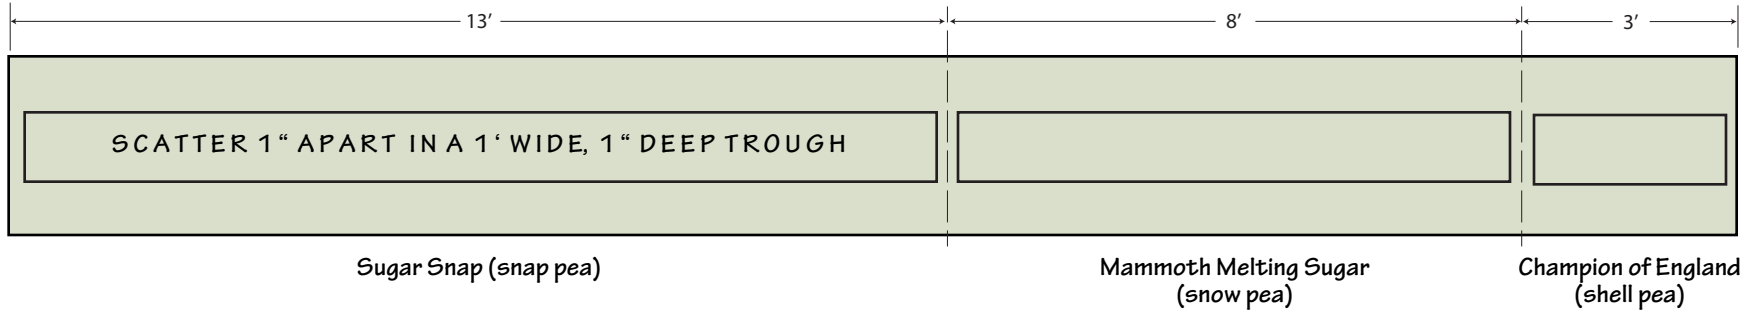 13’ 8’ 3’
SCATTER 1“ APART IN A 1‘ WIDE, 1“ DEEP TROUGH
Sugar Snap (snap pea)
Mammoth Melting Sugar
(snow pea)
Champion of England
(shell pea)